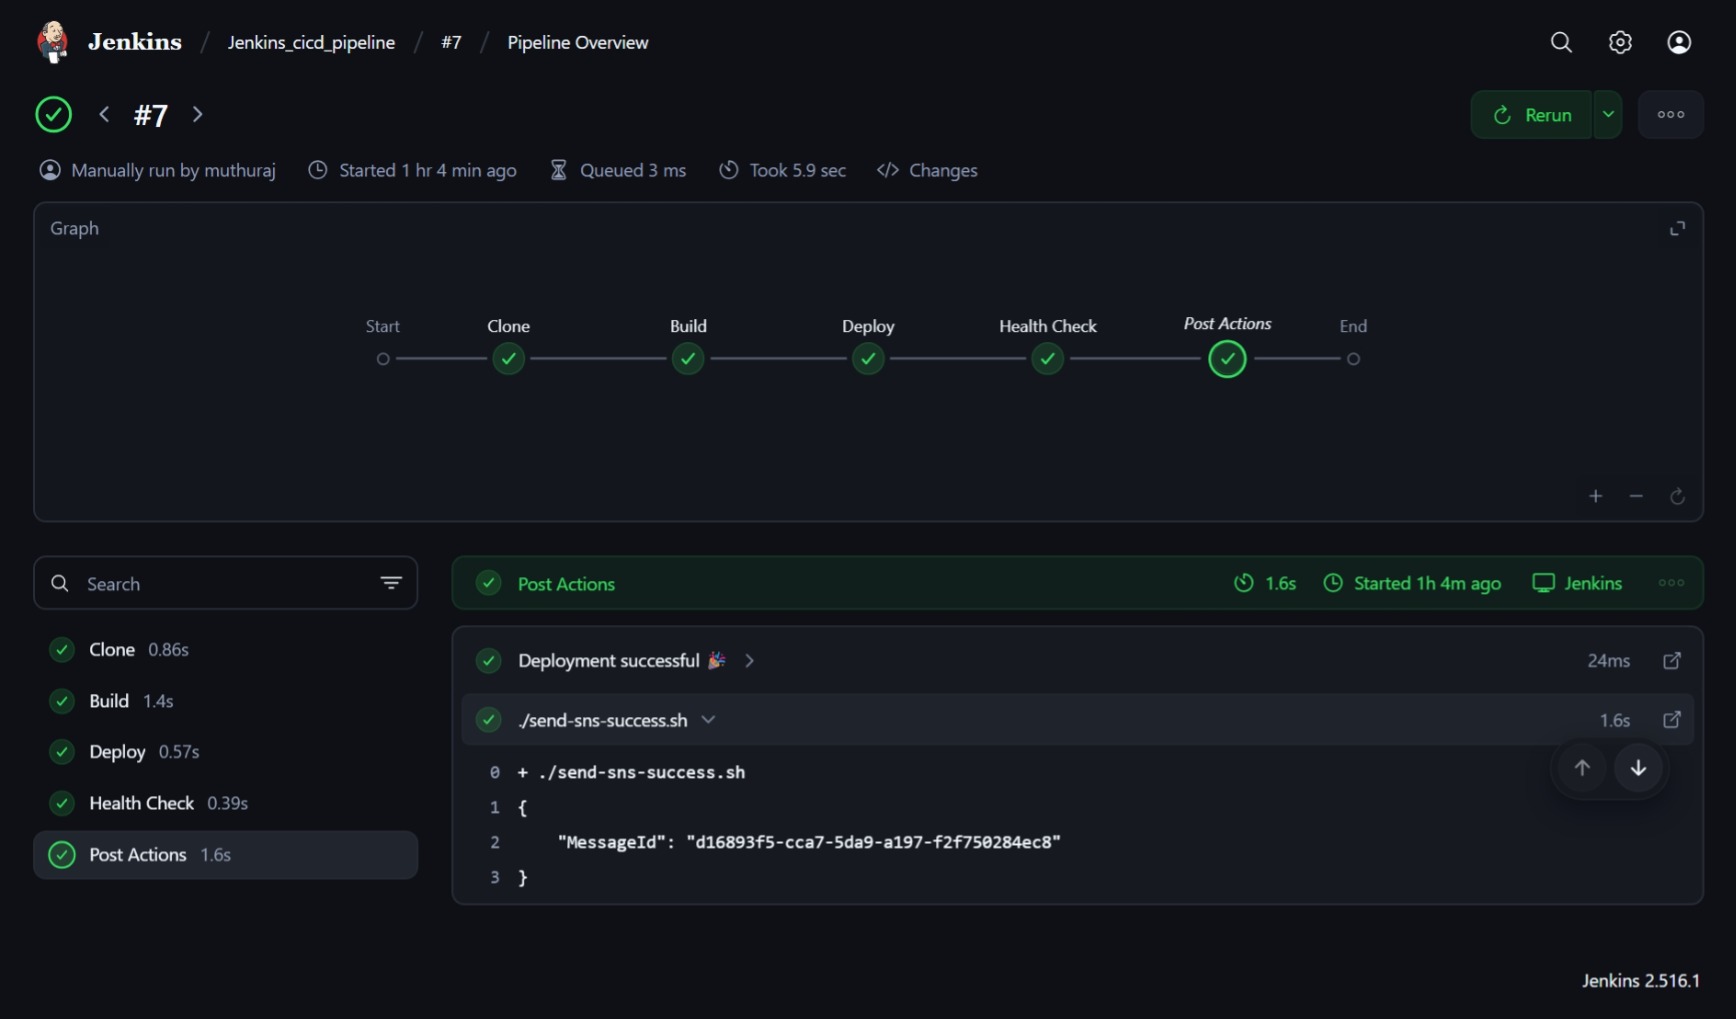 Jenkins / Jenkins_cicd_pipeline / #7 / Pipeline Overview
#7
Rerun
Manually run by muthuraj Started 1 hr 4 min ago Queued 3 ms Took 5.9 sec </> Changes
Graph
Start Clone Build Deploy Health Check Post Actions End
Search
Clone 0.86s
Build 1.4s
Deploy 0.57s
Health Check 0.39s
Post Actions 1.6s
Post Actions 1.6s Started 1h 4m ago Jenkins
Deployment successful 🎉 24ms
./send-sns-success.sh 1.6s
0 + ./send-sns-success.sh
1 {
2 "MessageId": "d16893f5-cca7-5da9-a197-f2f750284ec8"
3 }
Jenkins 2.516.1